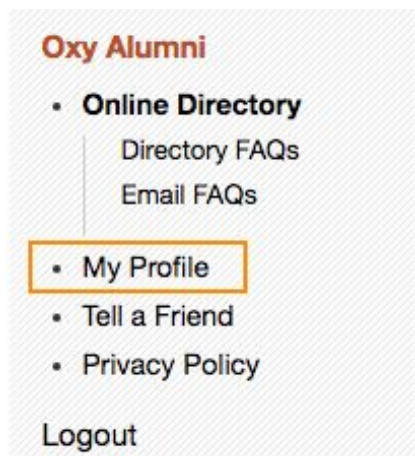 Oxy Alumni
Online Directory
Directory FAQs
Email FAQs
My Profile
Tell a Friend
Privacy Policy
Logout